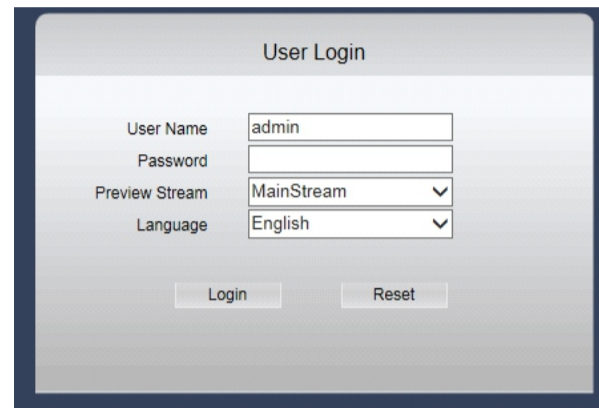 User Login
User Name admin
Password
Preview Stream MainStream
Language English
Login Reset